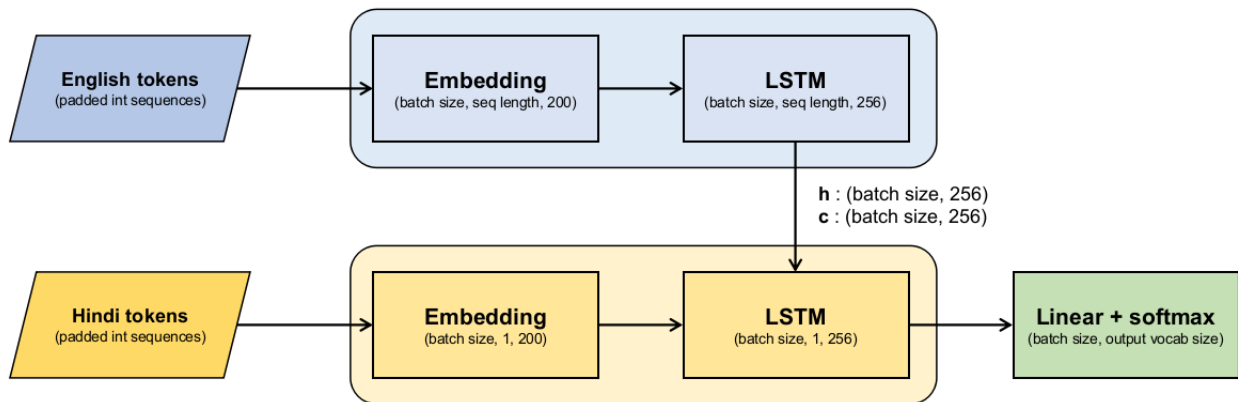 English tokens
(padded int sequences)
Embedding
(batch size, seq length, 200)
LSTM
(batch size, seq length, 256)
h : (batch size, 256)
c : (batch size, 256)
Hindi tokens
(padded int sequences)
Embedding
(batch size, 1, 200)
LSTM
(batch size, 1, 256)
Linear + softmax
(batch size, output vocab size)